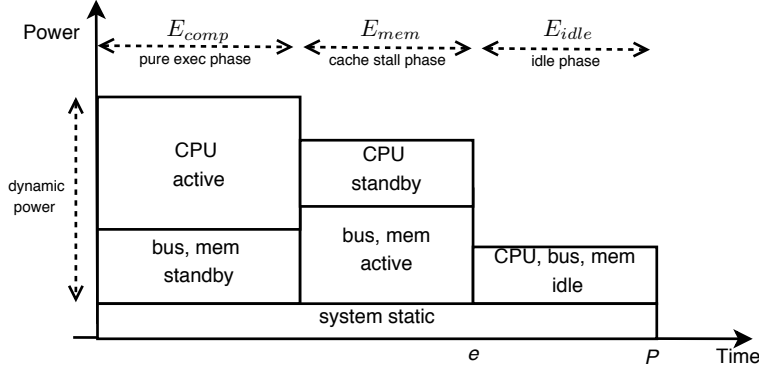 Power
E_comp
E_mem
E_idle
pure exec phase
cache stall phase
idle phase
CPU
active
CPU
standby
dynamic
power
bus, mem
standby
bus, mem
active
CPU, bus, mem
idle
system static
e
P
Time